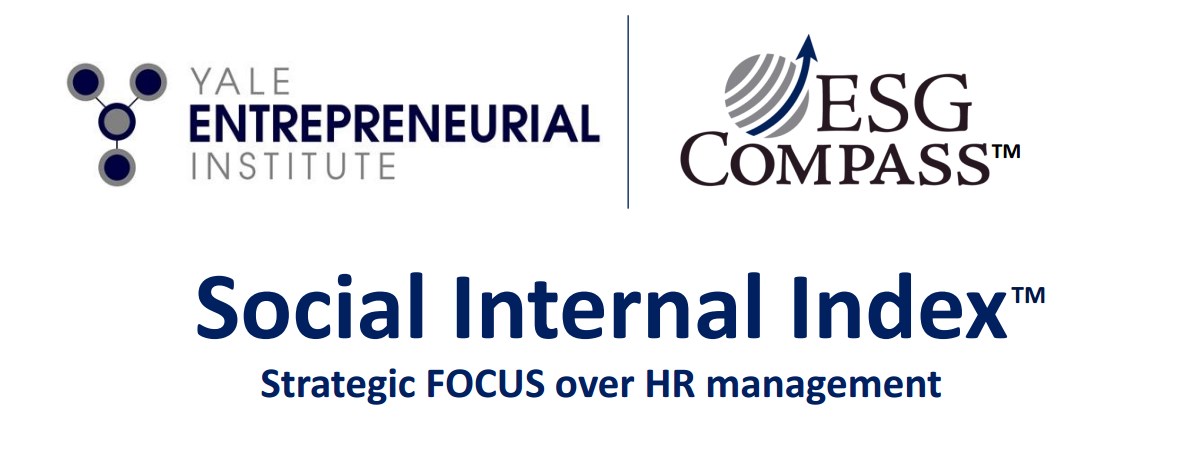 YALE
ENTREPRENEURIAL
INSTITUTE
ESG
COMPASS™
Social Internal Index™
Strategic FOCUS over HR management